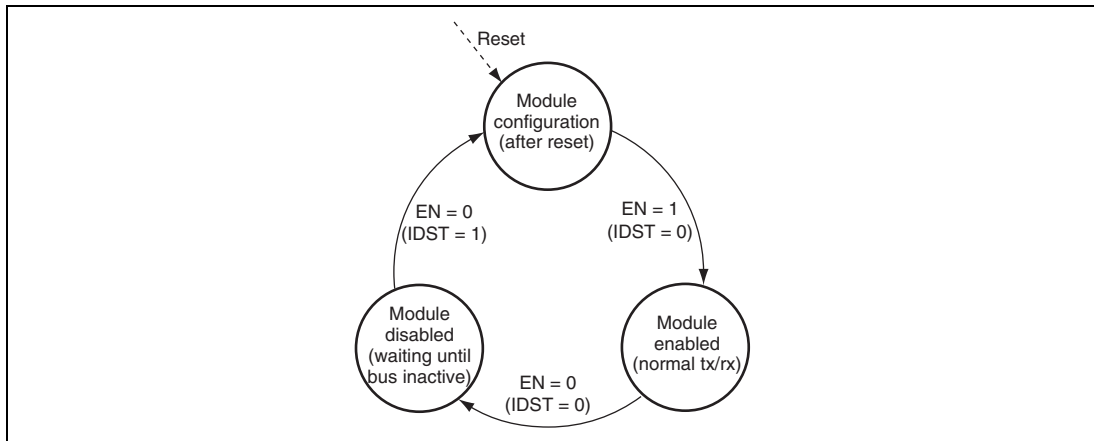 Reset
Module
configuration
(after reset)
EN = 0
(IDST = 1)
EN = 1
(IDST = 0)
Module
disabled
(waiting until
bus inactive)
Module
enabled
(normal tx/rx)
EN = 0
(IDST = 0)